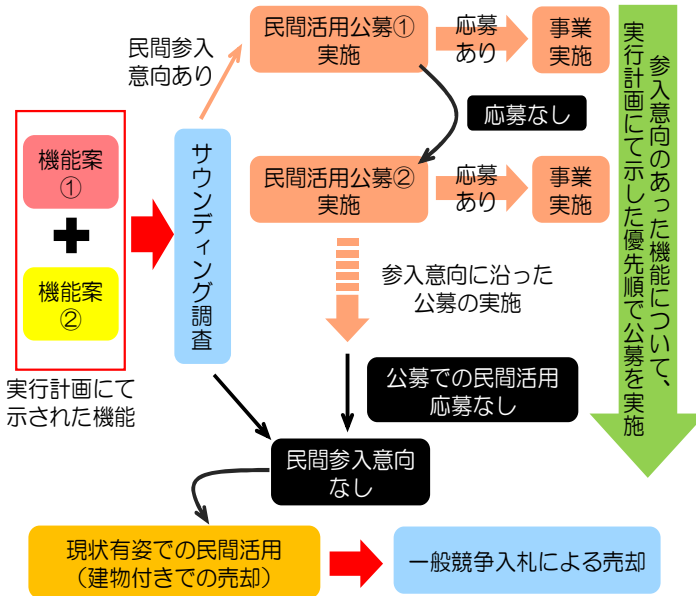 民間参入
意向あり
民間活用公募①
実施
応募
あり
事業
実施
応募なし
機能案
①
機能案
②
実行計画にて
示された機能
サウンディング調査
民間活用公募②
実施
応募
あり
事業
実施
参入意向に沿った
公募の実施
公募での民間活用
応募なし
民間参入意向
なし
参入意向のあった機能について、
実行計画にて示した優先順で公募を実施
現状有姿での民間活用
（建物付きでの売却）
一般競争入札による売却